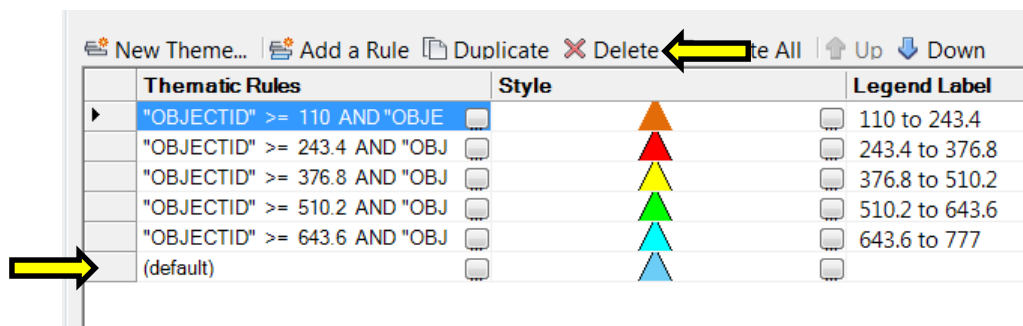 New Theme... Add a Rule Duplicate Delete te All Up Down
Thematic Rules Style Legend Label
"OBJECTID" >= 110 AND "OBJE 110 to 243.4
"OBJECTID" >= 243.4 AND "OBJ 243.4 to 376.8
"OBJECTID" >= 376.8 AND "OBJ 376.8 to 510.2
"OBJECTID" >= 510.2 AND "OBJ 510.2 to 643.6
"OBJECTID" >= 643.6 AND "OBJ 643.6 to 777
(default)